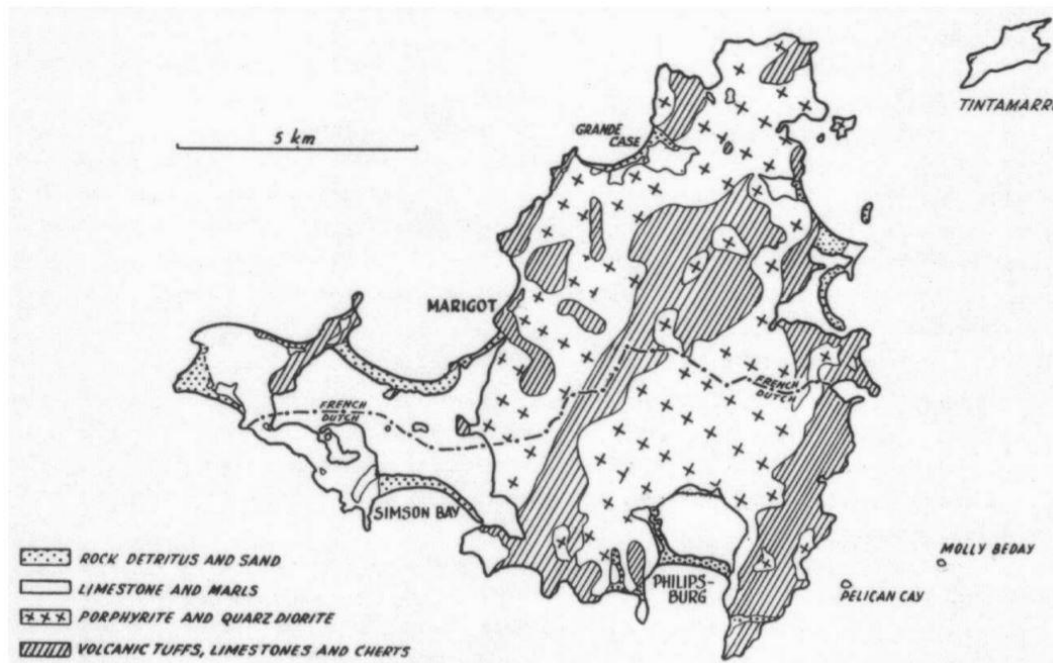 TINTAMARRE
5 km
GRANDE
CASE
MARIGOT
FRENCH
DUTCH
FRENCH
DUTCH
SIMSON BAY
PHILIPS-
BURG
MOLLY BEDAY
PELICAN CAY
ROCK DETRITUS AND SAND
LIMESTONE AND MARLS
PORPHYRITE AND QUARZ DIORITE
VOLCANIC TUFFS, LIMESTONES AND CHERTS